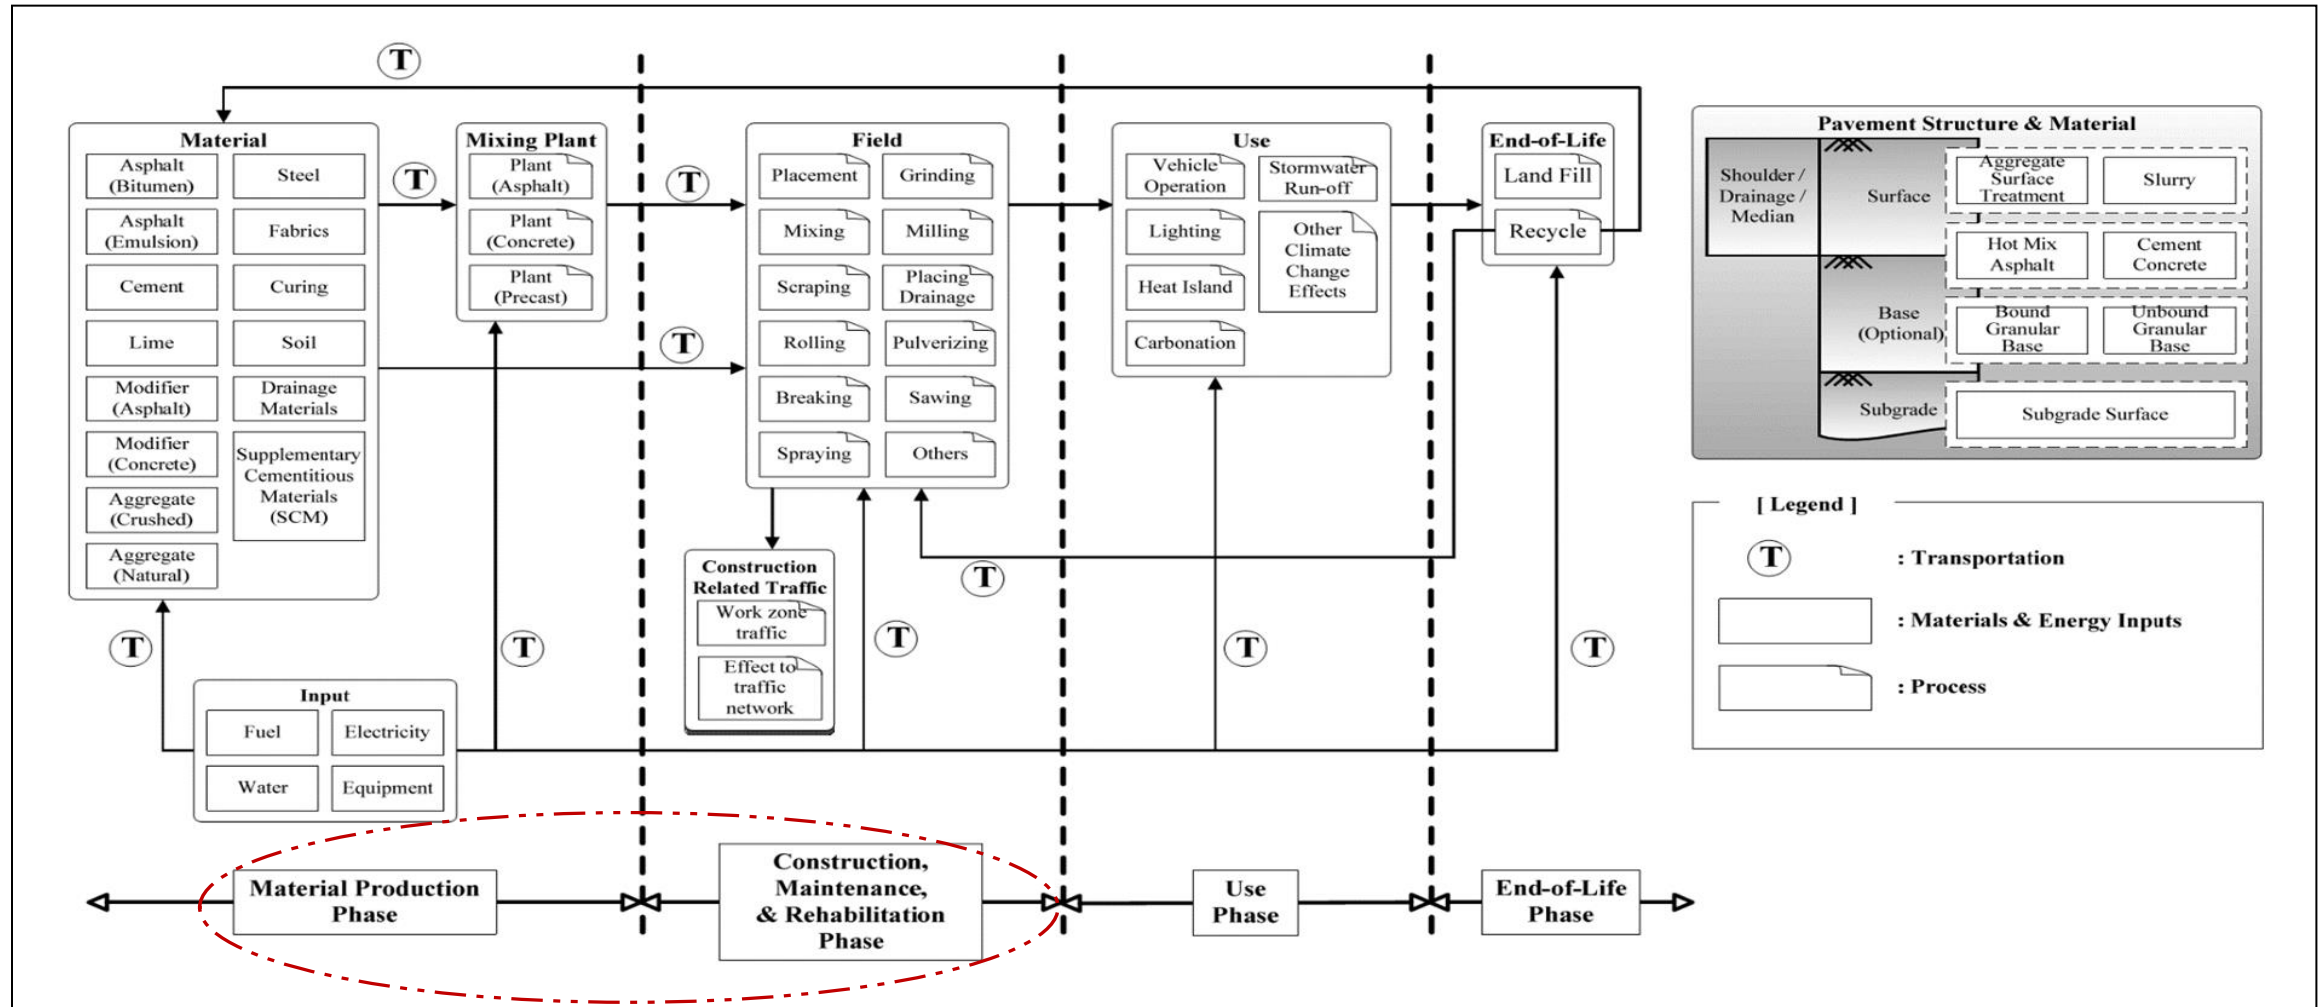 T
Material
Asphalt
(Bitumen)
Asphalt
(Emulsion)
Cement
Lime
Modifier
(Asphalt)
Modifier
(Concrete)
Aggregate
(Crushed)
Aggregate
(Natural)
Steel
Fabrics
Curing
Soil
Drainage
Materials
Supplementary
Cementitious
Materials
(SCM)
T
Mixing Plant
Plant
(Asphalt)
Plant
(Concrete)
Plant
(Precast)
T
T
Field
Placement
Mixing
Scraping
Rolling
Breaking
Spraying
Grinding
Milling
Placing
Drainage
Pulverizing
Sawing
Others
Construction
Related Traffic
Work zone
traffic
Effect to
traffic
network
Use
Vehicle
Operation
Lighting
Heat Island
Carbonation
Stormwater
Run-off
Other
Climate
Change
Effects
End-of-Life
Land Fill
Recycle
T
T
T
T
T
T
Input
Fuel
Electricity
Water
Equipment
Material Production
Phase
Construction,
Maintenance,
& Rehabilitation
Phase
Use
Phase
End-of-Life
Phase
Pavement Structure & Material
Shoulder /
Drainage /
Median
Surface
Base
(Optional)
Subgrade
Aggregate
Surface
Treatment
Slurry
Hot Mix
Asphalt
Cement
Concrete
Bound
Granular
Base
Unbound
Granular
Base
Subgrade Surface
[ Legend ]
T : Transportation
: Materials & Energy Inputs
: Process